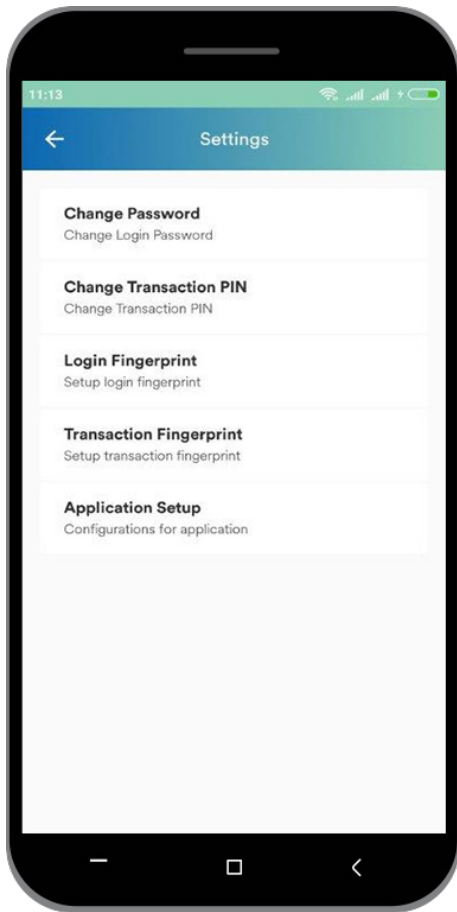 11:13
Settings
Change Password
Change Login Password
Change Transaction PIN
Change Transaction PIN
Login Fingerprint
Setup login fingerprint
Transaction Fingerprint
Setup transaction fingerprint
Application Setup
Configurations for application